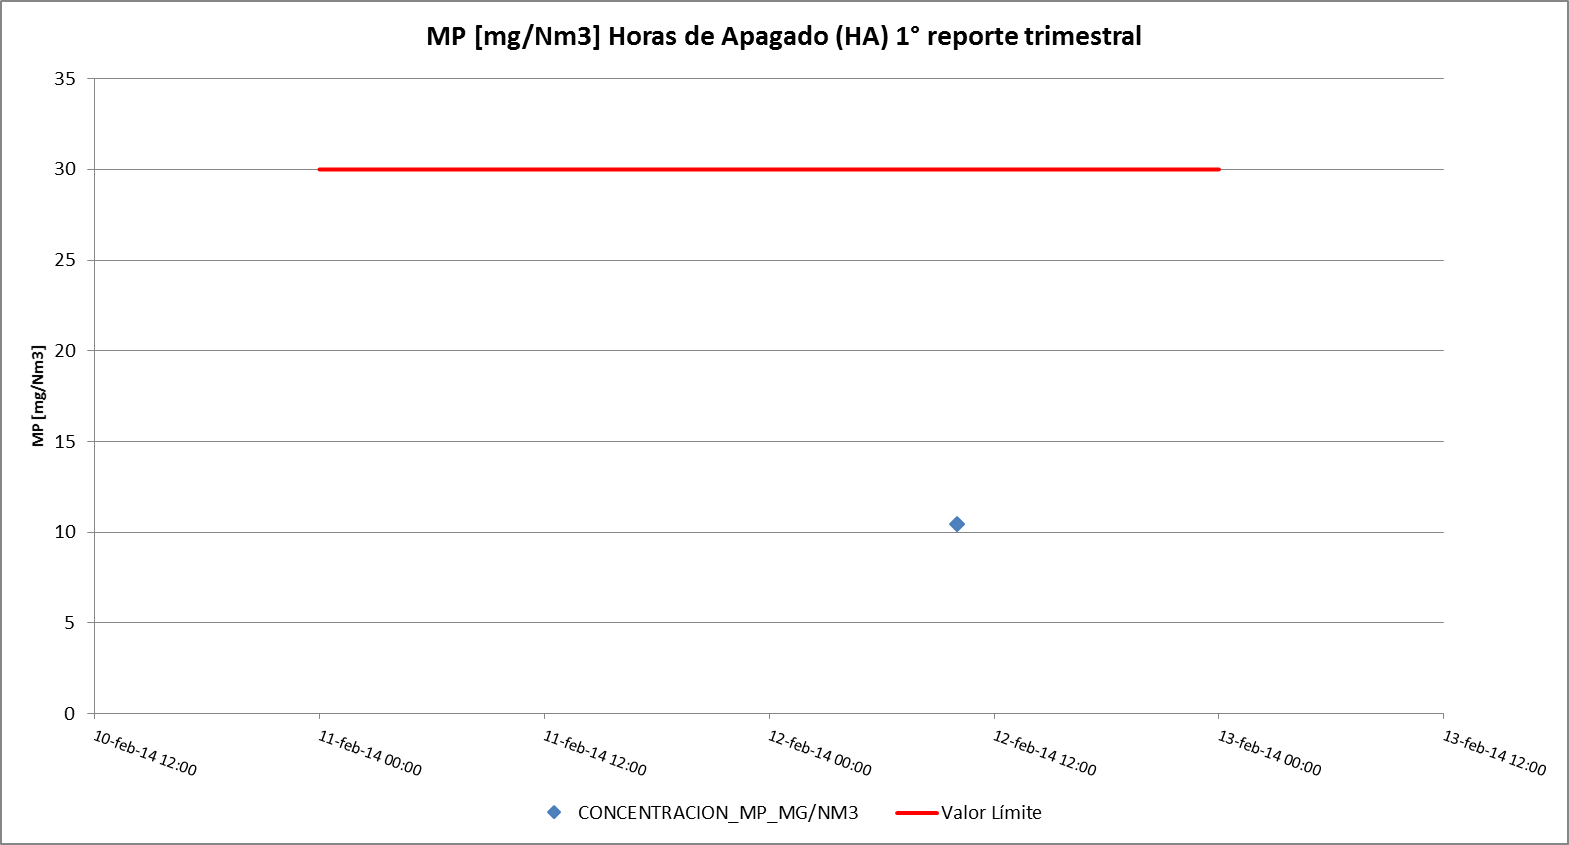 MP [mg/Nm3] Horas de Apagado (HA) 1° reporte trimestral
35
30
25
20
15
10
5
0
MP [mg/Nm3]
10-feb-14 12:00
11-feb-14 00:00
11-feb-14 12:00
12-feb-14 00:00
12-feb-14 12:00
13-feb-14 00:00
13-feb-14 12:00
CONCENTRACION_MP_MG/NM3
Valor Límite